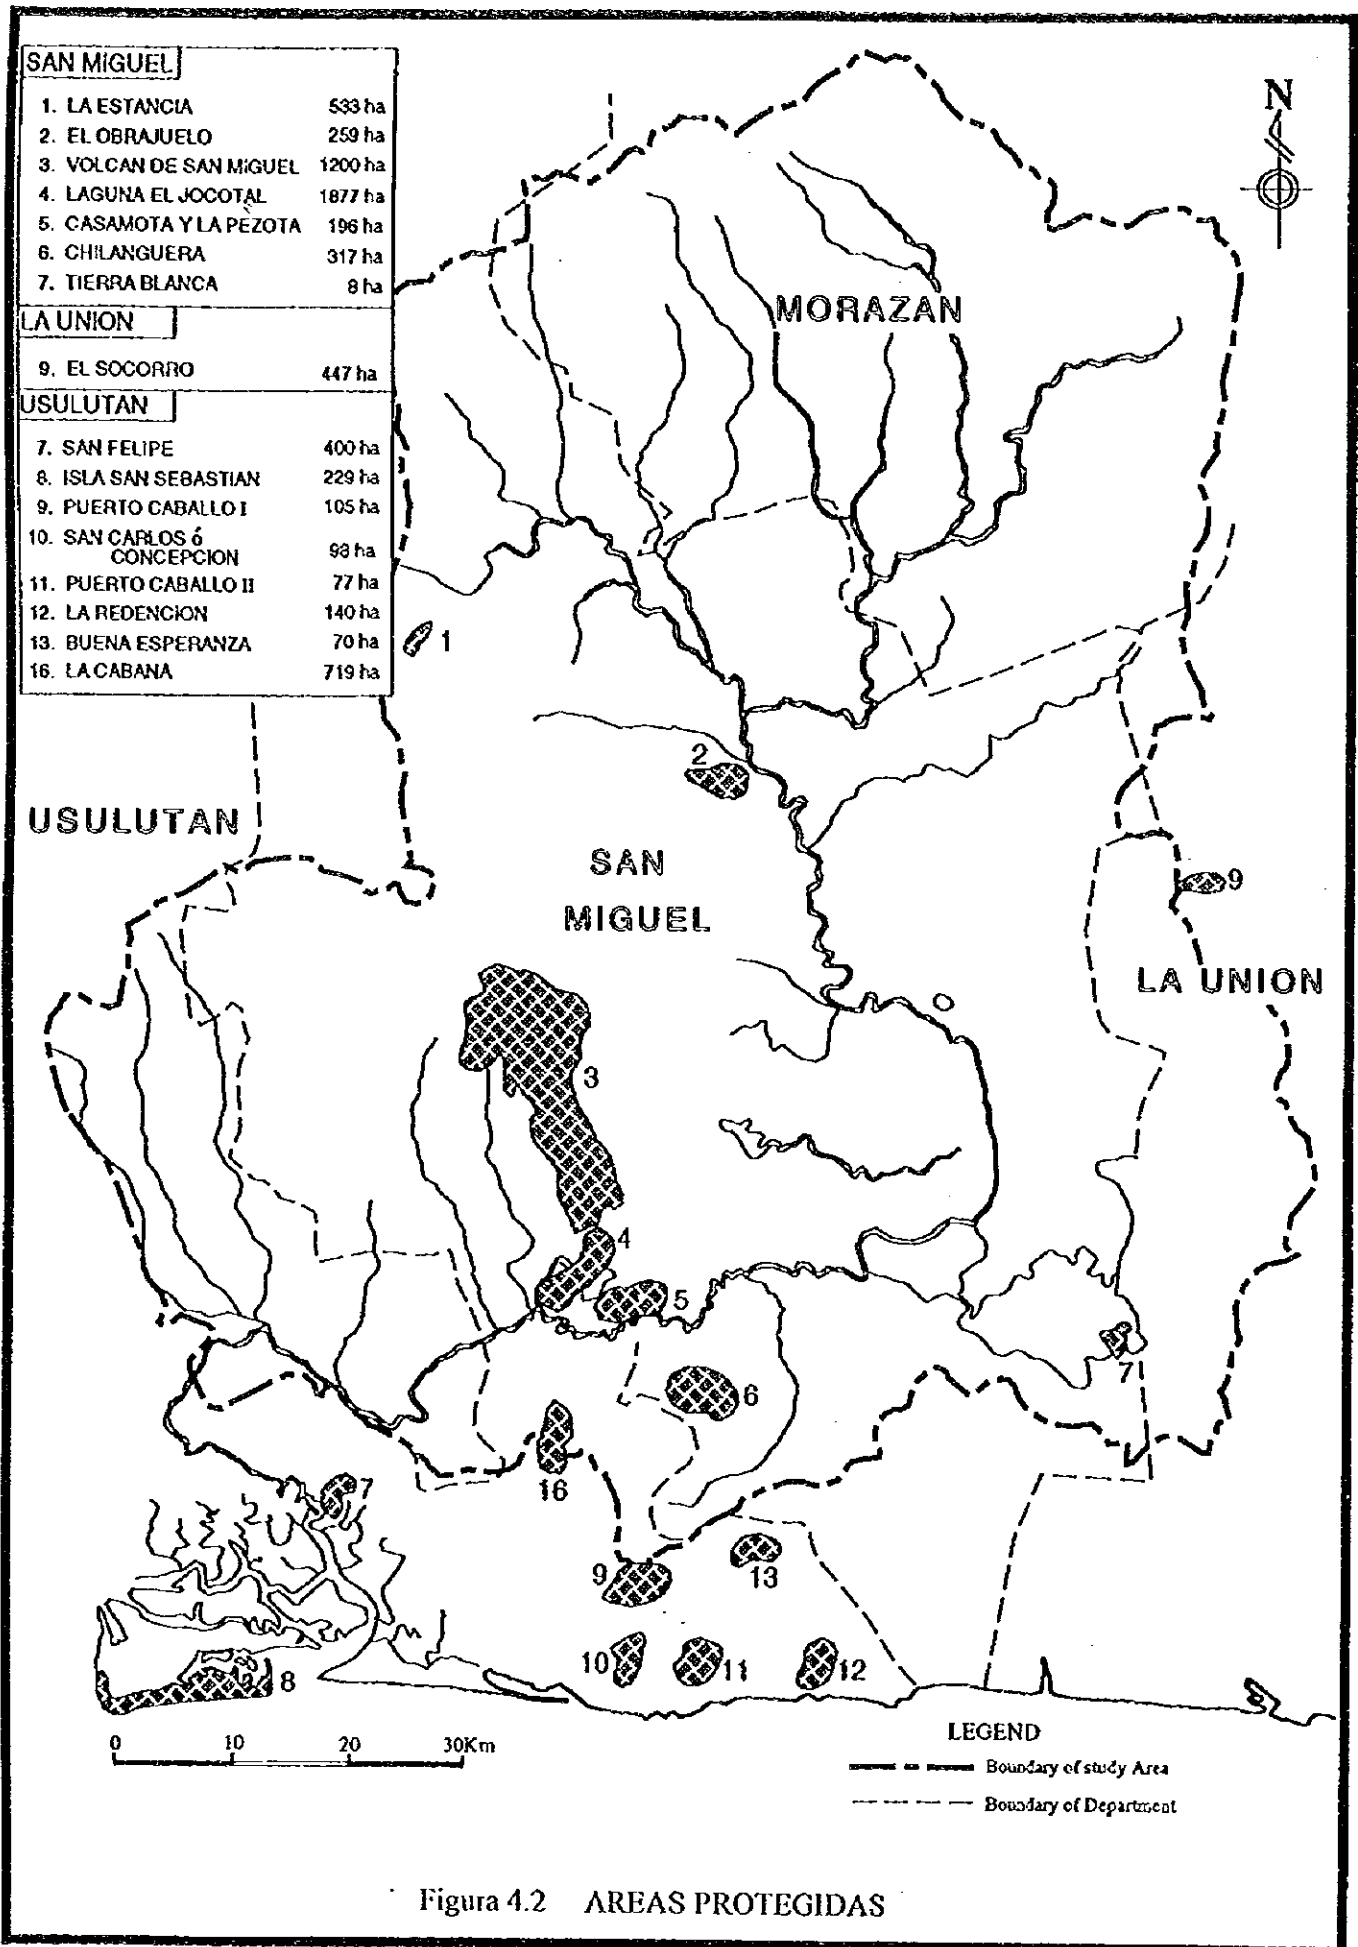 SAN MIGUEL
1. LA ESTANCIA 533 ha
2. EL OBRAJUELO 259 ha
3. VOLCAN DE SAN MIGUEL 1200 ha
4. LAGUNA EL JOCOTAL 1877 ha
5. CASAMOTA Y LA PEZOTA 196 ha
6. CHILANGUERA 317 ha
7. TIERRA BLANCA 8 ha
LA UNION
9. EL SOCORRO 447 ha
USULUTAN
7. SAN FELIPE 400 ha
8. ISLA SAN SEBASTIAN 229 ha
9. PUERTO CABALLO I 105 ha
10. SAN CARLOS ó
CONCEPCION 93 ha
11. PUERTO CABALLO II 77 ha
12. LA REDENCION 140 ha
13. BUENA ESPERANZA 70 ha
16. LA CABANA 719 ha
N
MORAZAN
1
2
USULUTAN
SAN
MIGUEL
9
LA UNION
3
4
5
7
6
16
7
9
13
10
11
12
8
0 10 20 30Km
LEGEND
Boundary of study Area
Boundary of Department
Figura 4.2 AREAS PROTEGIDAS